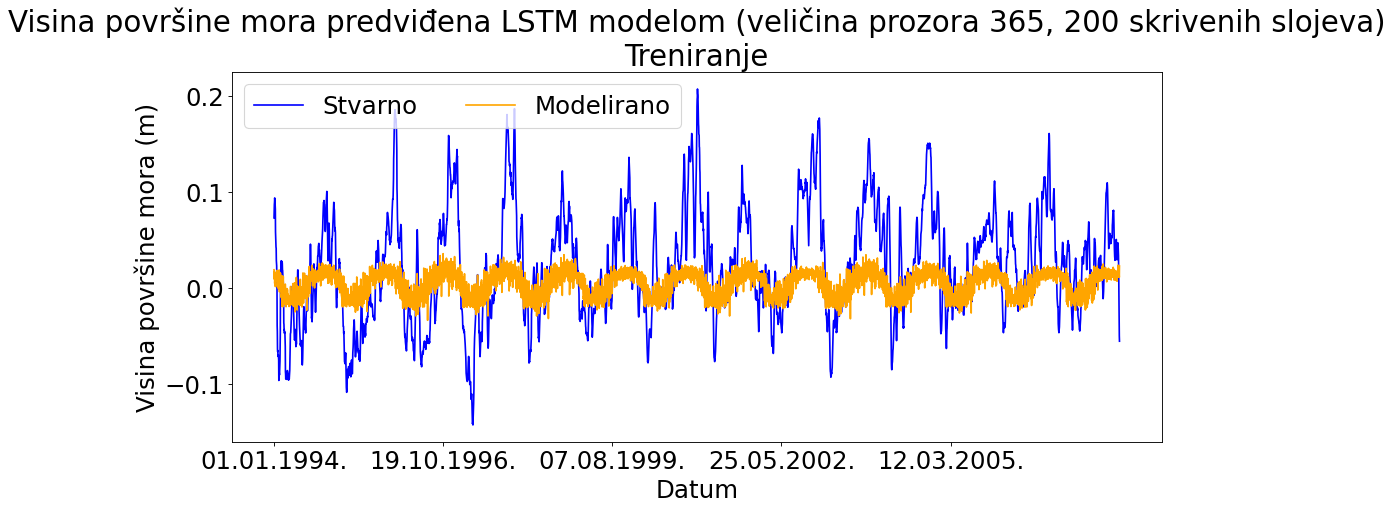 Visina površine mora predviđena LSTM modelom (veličina prozora 365, 200 skrivenih slojeva)
Treniranje
Stvarno Modelirano
Visina površine mora (m)
0.2
0.1
0.0
−0.1
01.01.1994. 19.10.1996. 07.08.1999. 25.05.2002. 12.03.2005.
Datum